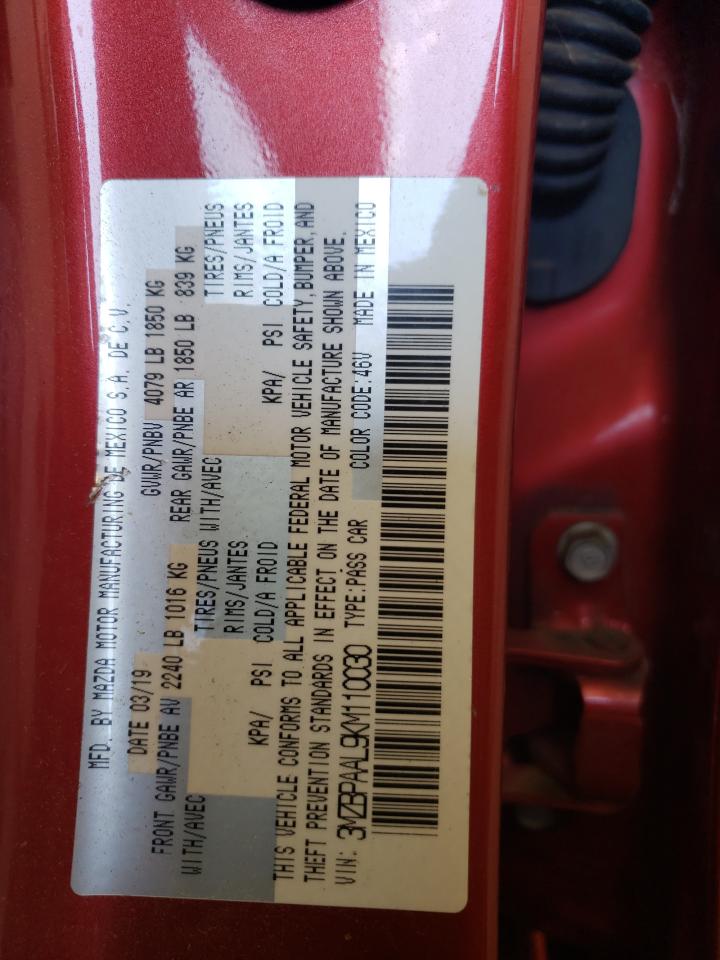 MFD. BY MAZDA MOTOR MANUFACTURING DE MEXICO S.A. DE C.V.
DATE 03/19 GVWR/PNBV 4079 LB 1850 KG
FRONT GAWR/PNBE AV 2240 LB 1016 KG REAR GAWR/PNBE AR 1850 LB 839 KG
WITH/AVEC TIRES/PNEUS WITH/AVEC TIRES/PNEUS
RIMS/JANTES. RIMS/JANTES
KPA/ PSI COLD/A FROID KPA/ PSI COLD/A FROID
THIS VEHICLE CONFORMS TO ALL APPLICABLE FEDERAL MOTOR VEHICLE SAFETY, BUMPER, AND
THEFT PREVENTION STANDARDS IN EFFECT ON THE DATE OF MANUFACTURE SHOWN ABOVE.
VIN: 3MZBPAAL9KM110030 TYPE:PASS CAR COLOR CODE:46V MADE IN MEXICO